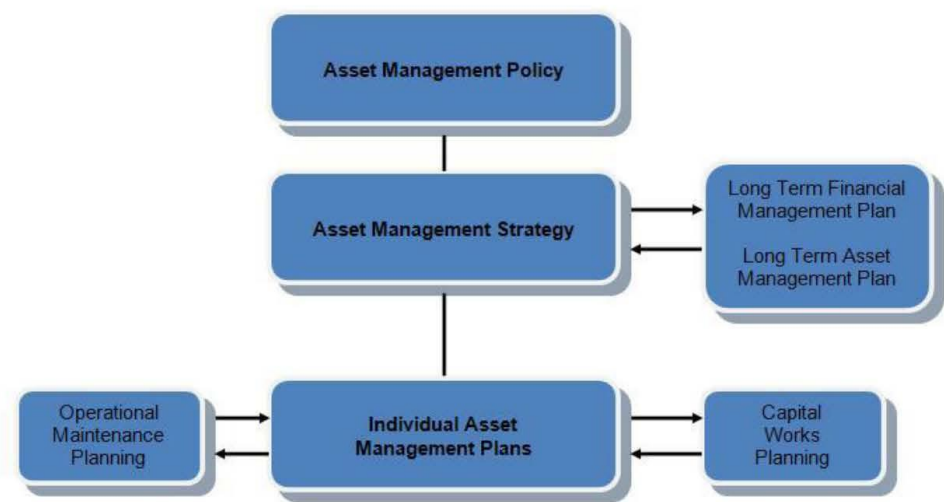 Asset Management Policy
Asset Management Strategy
Long Term Financial
Management Plan
Long Term Asset
Management Plan
Operational
Maintenance
Planning
Individual Asset
Management Plans
Capital
Works
Planning